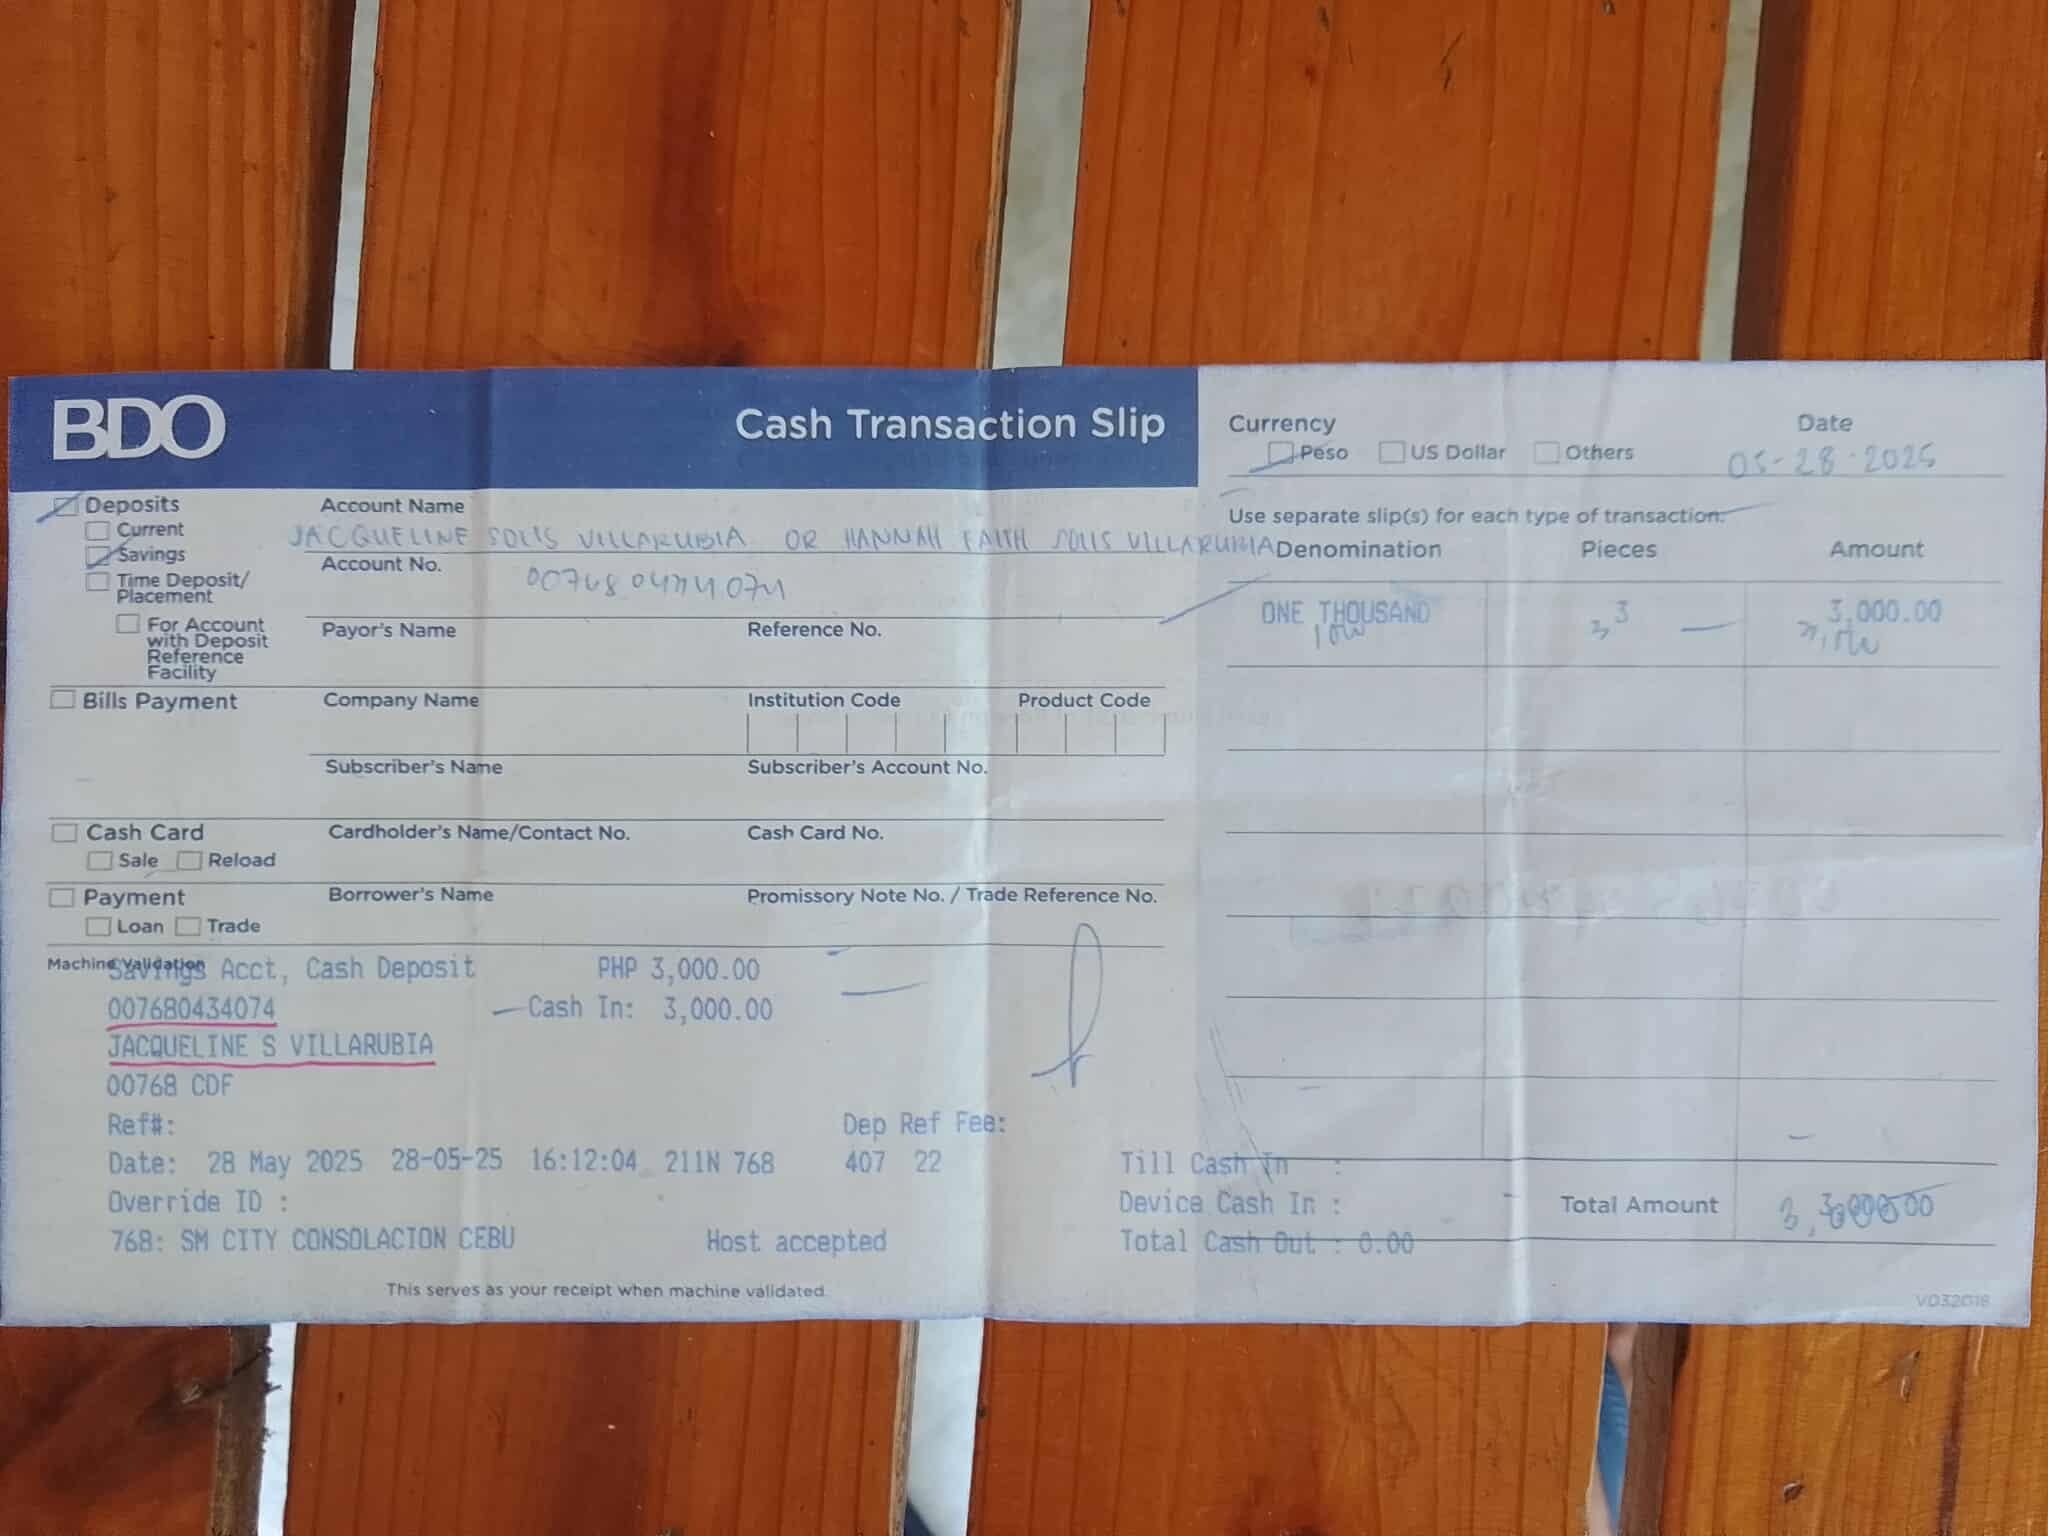 BDO
Cash Transaction Slip
Currency
Peso US Dollar Others
Date
05-28-2025
Deposits
Current
Savings
Time Deposit/
Placement
For Account
with Deposit
Reference
Facility
Account Name
JACQUELINE SOLIS VILLARUBIA OR HANNAH FAITH SOLIS VILLARUBIA
Account No.
Payor's Name Reference No.
Use separate slip(s) for each type of transaction.
Denomination Pieces Amount
ONE THOUSAND 3 3,000.00
3
Bills Payment
Company Name Institution Code Product Code
Subscriber's Name Subscriber's Account No.
Cash Card
Sale Reload
Cardholder's Name/Contact No. Cash Card No.
Payment
Loan Trade
Borrower's Name Promissory Note No. / Trade Reference No.
Machine Validation
Savings Acct, Cash Deposit PHP 3,000.00
007680434074 Cash In: 3,000.00
JACQUELINE S VILLARUBIA
00768 CDF
Ref#: Dep Ref Fee:
Date: 28 May 2025 28-05-25 16:12:04 211N 768 407 22 Till Cash In :
Override ID : Device Cash In :
768: SM CITY CONSOLACION CEBU Host accepted Total Cash Out : 0.00
Total Amount 3,000.00
This serves as your receipt when machine validated.
V032018